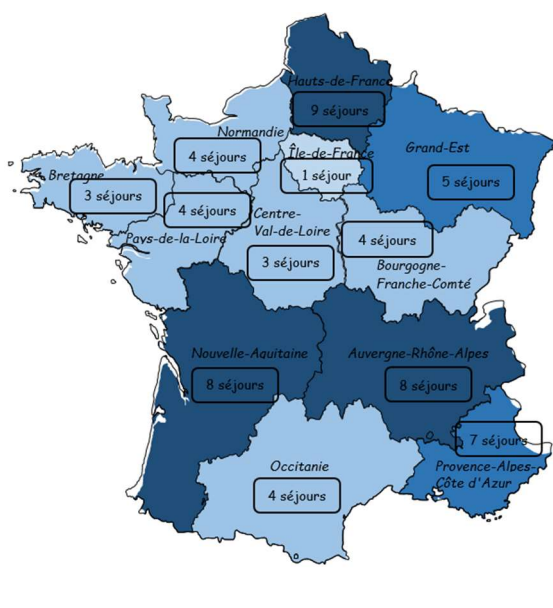 Hauts-de-France
9 séjours
Normandie
4 séjours
Île-de-France
1 séjour
Grand-Est
5 séjours
Bretagne
3 séjours
4 séjours
Pays-de-la-Loire
Centre-
Val-de-Loire
3 séjours
4 séjours
Bourgogne-
Franche-Comté
Nouvelle-Aquitaine
8 séjours
Auvergne-Rhône-Alpes
8 séjours
7 séjours
Provence-Alpes-
Côte d'Azur
Occitanie
4 séjours